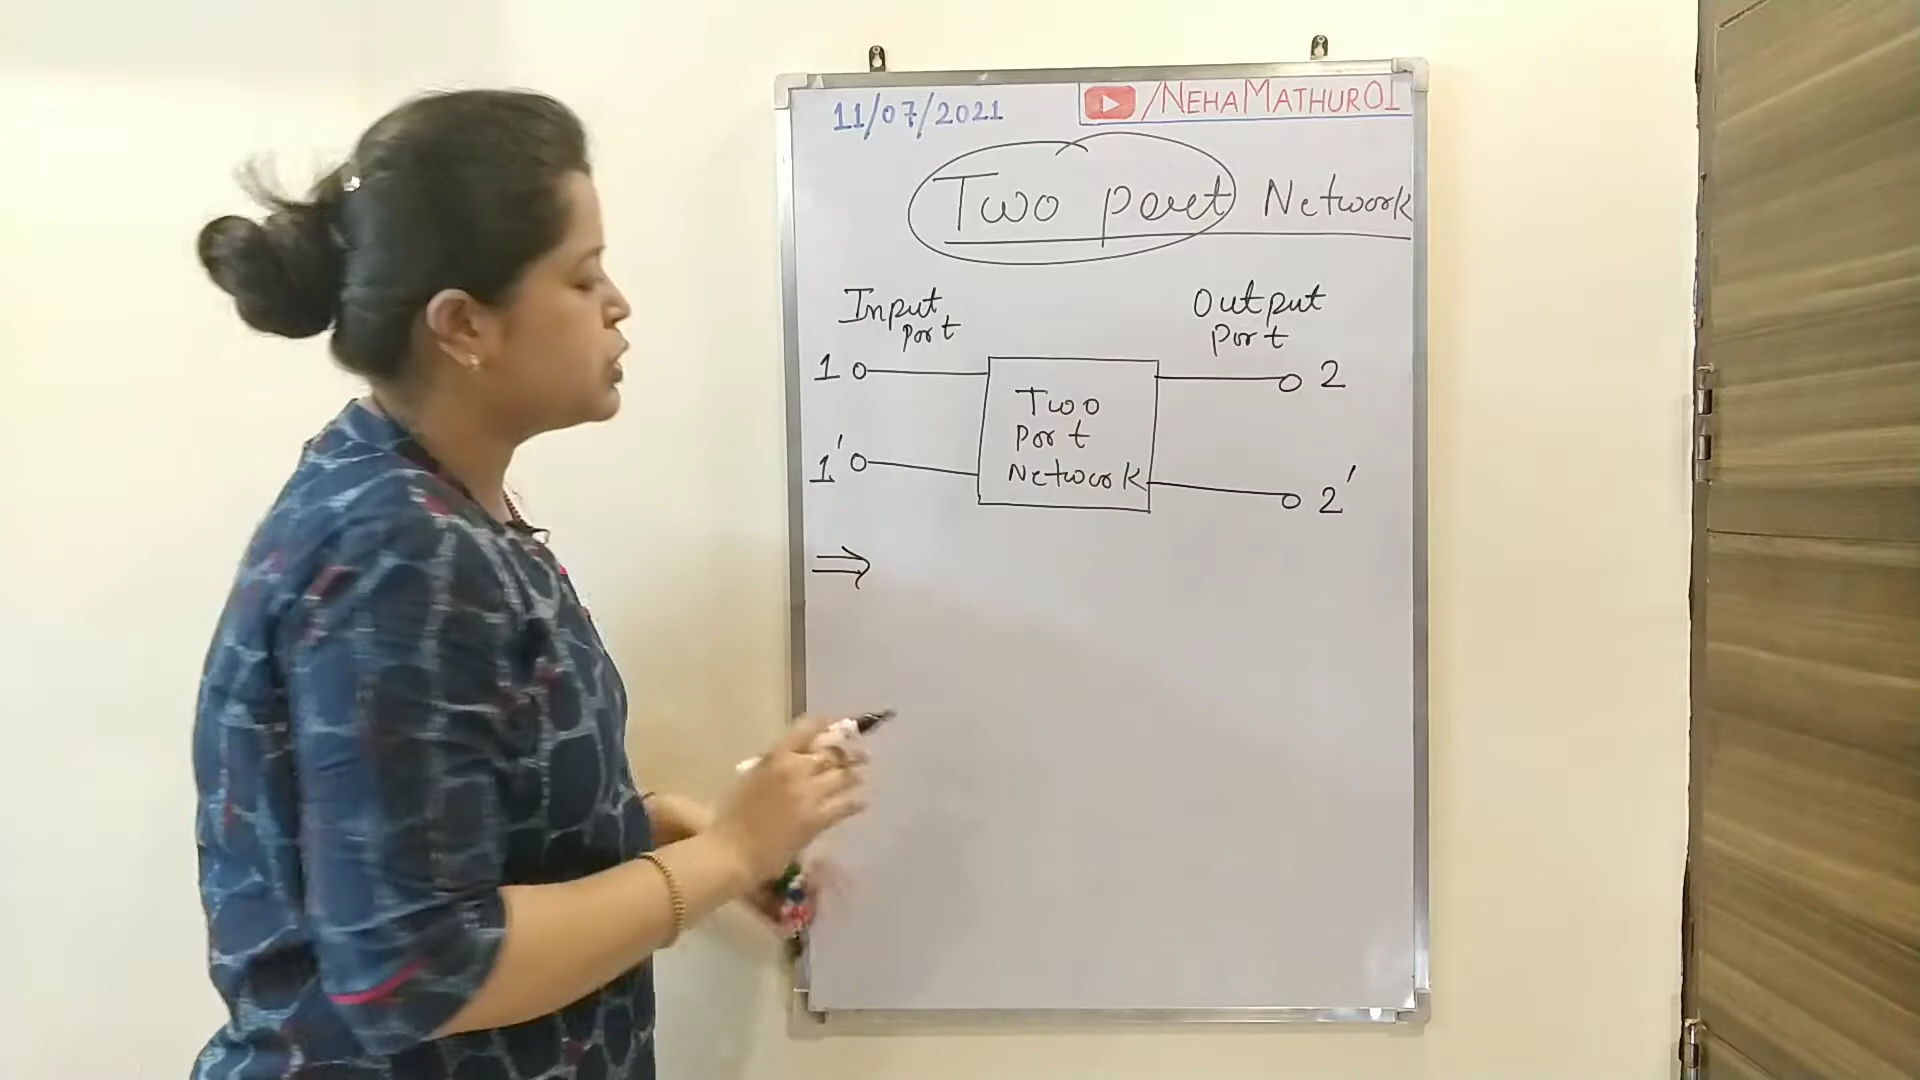 11/07/2021
/NEHAMATHUR01
Two port Network
Input
port
Output
port
1
2
Two
Port
Network
1'
2'
⇒